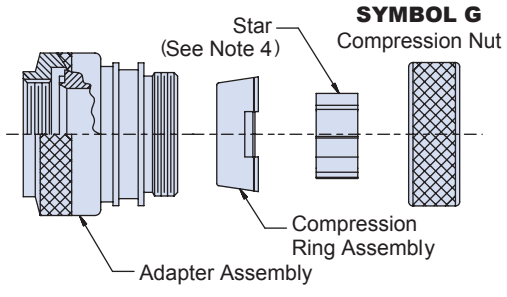 SYMBOL G
Compression Nut
Star
(See Note 4)
Compression
Ring Assembly
Adapter Assembly